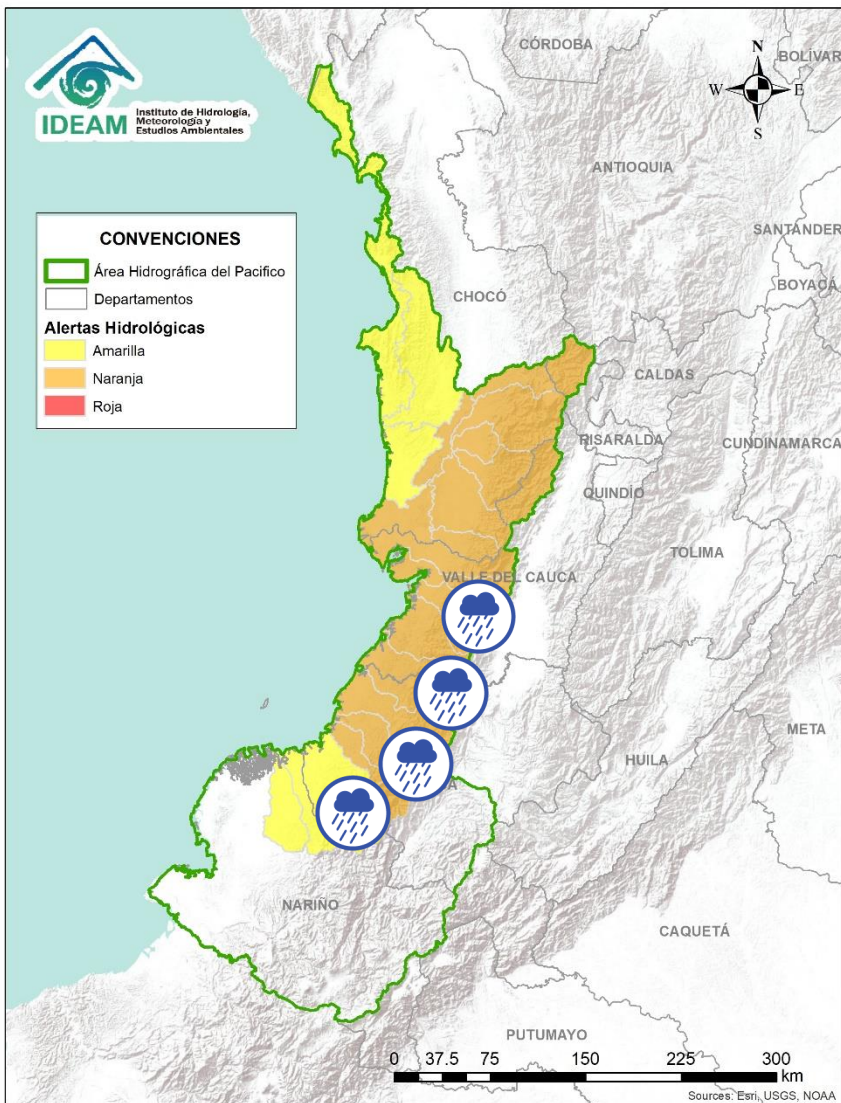 IDEAM
Instituto de Hidrología,
Meteorología y
Estudios Ambientales
CÓRDOBA
BOLÍVAR
N
W
E
S
ANTIOQUIA
SANTANDER
BOYACÁ
CONVENCIONES
Área Hidrográfica del Pacifico
Departamentos
Alertas Hidrológicas
Amarilla
Naranja
Roja
CHOCÓ
CALDAS
RISARALDA
CUNDINAMARCA
QUINDÍO
TOLIMA
VALLE DEL CAUCA
META
HUILA
A
NARIÑO
CAQUETÁ
PUTUMAYO
0 37.5 75 150 225 300
km
Sources: Esri, USGS, NOAA